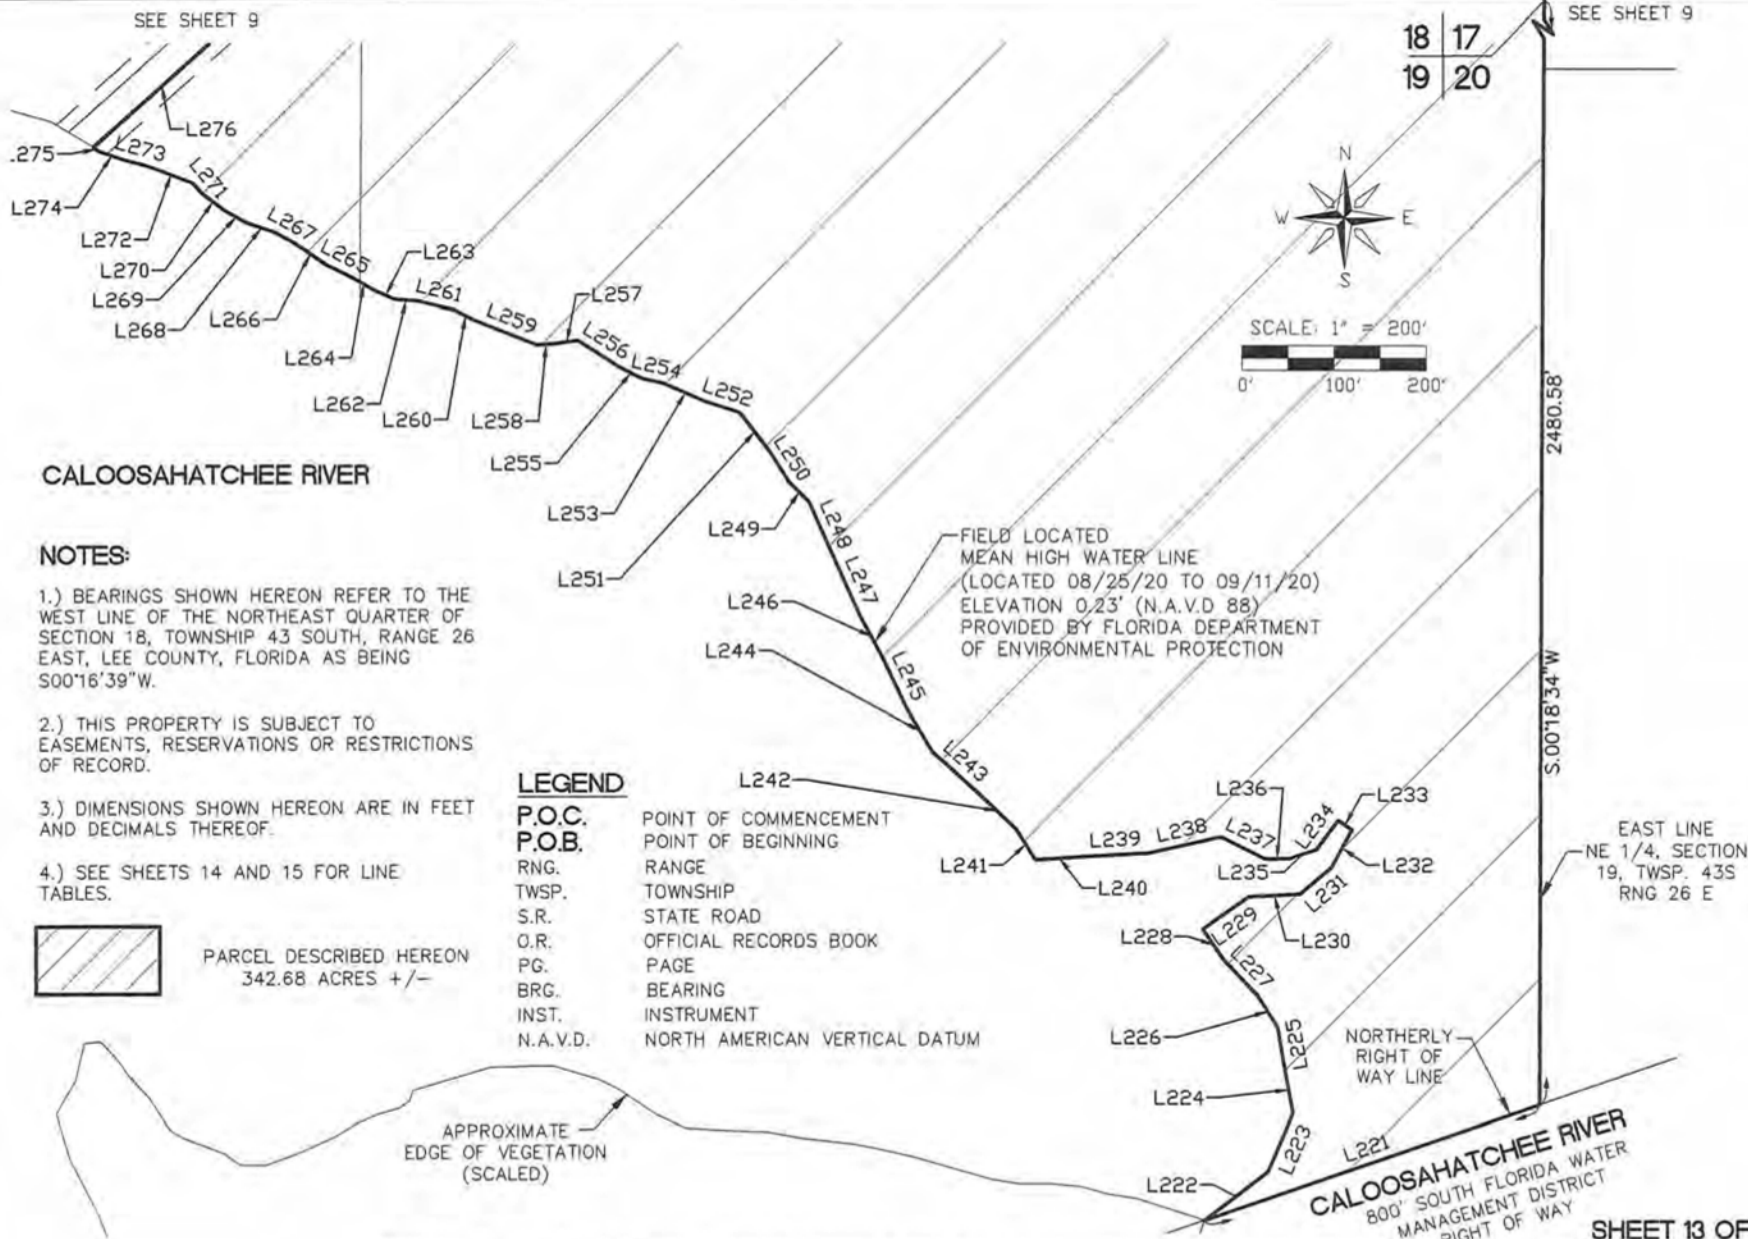 SEE SHEET 9
SEE SHEET 9
18 17
19 20
L276
.275
L273
L274
L271
L272
L270
L269
L268
L267
L266
L265
L264
L263
L262
L261
L260
L259
L258
L257
L256
L255
L254
L253
L252
L251
L250
L249
L248
L247
L246
L245
L244
L243
L242
L241
L240
L239
L238
L237
L236
L235
L234
L233
L232
L231
L230
L229
L228
L227
L226
L225
L224
L223
L222
L221
N
W E
S
SCALE: 1" = 200'
0' 100' 200'
2480.58'
S.00°18'34"W
CALOOSAHATCHEE RIVER
NOTES:
1.) BEARINGS SHOWN HEREON REFER TO THE
WEST LINE OF THE NORTHEAST QUARTER OF
SECTION 18, TOWNSHIP 43 SOUTH, RANGE 26
EAST, LEE COUNTY, FLORIDA AS BEING
S00°16'39"W.
2.) THIS PROPERTY IS SUBJECT TO
EASEMENTS, RESERVATIONS OR RESTRICTIONS
OF RECORD.
3.) DIMENSIONS SHOWN HEREON ARE IN FEET
AND DECIMALS THEREOF.
4.) SEE SHEETS 14 AND 15 FOR LINE
TABLES.
PARCEL DESCRIBED HEREON
342.68 ACRES +/-
FIELD LOCATED
MEAN HIGH WATER LINE
(LOCATED 08/25/20 TO 09/11/20)
ELEVATION 0.23' (N.A.V.D 88)
PROVIDED BY FLORIDA DEPARTMENT
OF ENVIRONMENTAL PROTECTION
LEGEND
P.O.C. POINT OF COMMENCEMENT
P.O.B. POINT OF BEGINNING
RNG. RANGE
TWSP. TOWNSHIP
S.R. STATE ROAD
O.R. OFFICIAL RECORDS BOOK
PG. PAGE
BRG. BEARING
INST. INSTRUMENT
N.A.V.D. NORTH AMERICAN VERTICAL DATUM
EAST LINE
NE 1/4, SECTION
19, TWSP. 43S
RNG 26 E
NORTHERLY
RIGHT OF
WAY LINE
APPROXIMATE
EDGE OF VEGETATION
(SCALED)
CALOOSAHATCHEE RIVER
800' SOUTH FLORIDA WATER
MANAGEMENT DISTRICT
RIGHT OF WAY
SHEET 13 OF